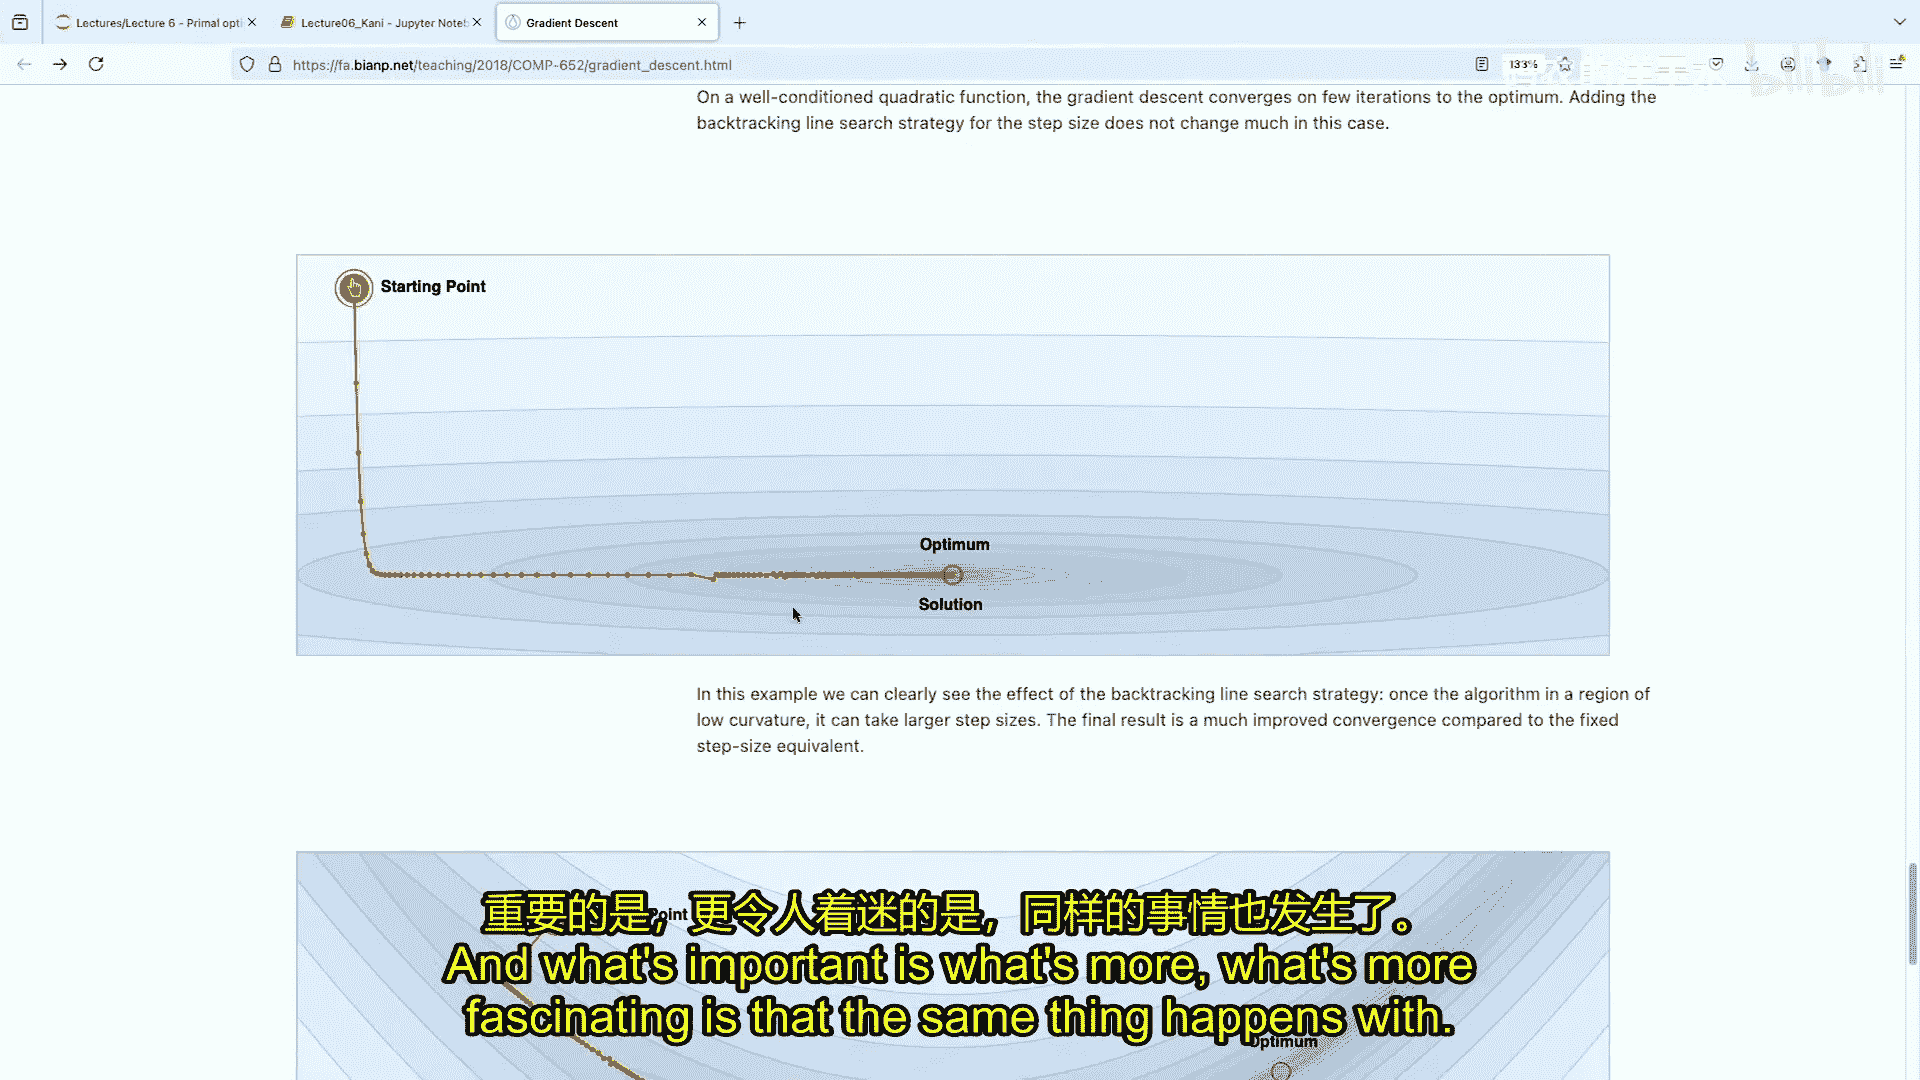 Lectures/Lecture 6 - Primal opti
Lecture06_Kani - Jupyter Note
Gradient Descent
https://fa.bianp.net/teaching/2018/COMP-652/gradient_descent.html
133%
bilibili
On a well-conditioned quadratic function, the gradient descent converges on few iterations to the optimum. Adding the
backtracking line search strategy for the step size does not change much in this case.
Starting Point
Optimum
Solution
In this example we can clearly see the effect of the backtracking line search strategy: once the algorithm in a region of
low curvature, it can take larger step sizes. The final result is a much improved convergence compared to the fixed
step-size equivalent.
Point
重要的是，更令人着迷的是，同样的事情也发生了。
And what's important is what's more, what's more
fascinating is that the same thing happens with.
Optimum